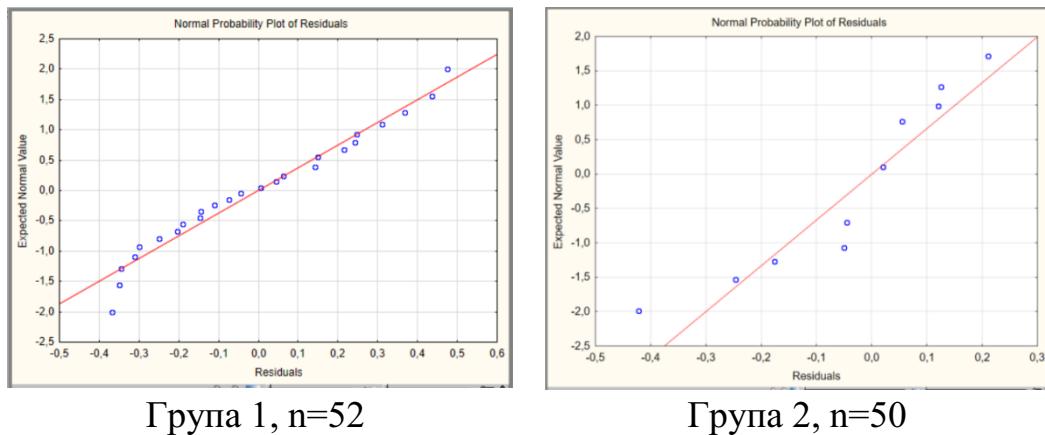 Normal Probability Plot of Residuals
2,5
2,0
1,5
1,0
0,5
0,0
-0,5
-1,0
-1,5
-2,0
-2,5
Expected Normal Value
-0,5 -0,4 -0,3 -0,2 -0,1 0,0 0,1 0,2 0,3 0,4 0,5 0,6
Residuals
Група 1, n=52
Normal Probability Plot of Residuals
2,0
1,5
1,0
0,5
0,0
-0,5
-1,0
-1,5
-2,0
-2,5
Expected Normal Value
-0,5 -0,4 -0,3 -0,2 -0,1 0,0 0,1 0,2 0,3
Residuals
Група 2, n=50